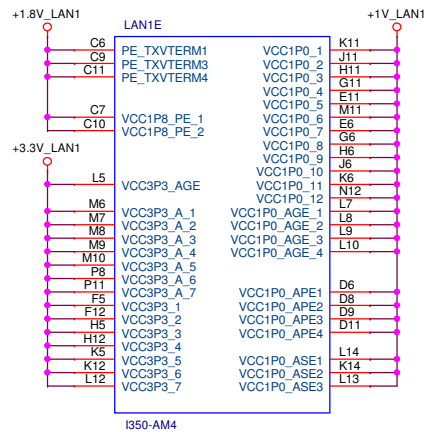 +1.8V_LAN1
LAN1E
+1V_LAN1
C6 PE_TXVTERM1 VCC1P0_1 K11
C9 PE_TXVTERM3 VCC1P0_2 J11
C11 PE_TXVTERM4 VCC1P0_3 H11
VCC1P0_4 G11
VCC1P0_5 E11
C7 VCC1P8_PE_1 VCC1P0_6 M11
C10 VCC1P8_PE_2 VCC1P0_7 E6
VCC1P0_8 G6
+3.3V_LAN1 VCC1P0_9 H6
VCC1P0_10 J6
L5 VCC3P3_AGE VCC1P0_11 K6
VCC1P0_12 N12
M6 VCC3P3_A_1 VCC1P0_AGE_1 L7
M7 VCC3P3_A_2 VCC1P0_AGE_2 L8
M8 VCC3P3_A_3 VCC1P0_AGE_3 L9
M9 VCC3P3_A_4 VCC1P0_AGE_4 L10
M10 VCC3P3_A_5
P8 VCC3P3_A_6
P11 VCC3P3_A_7 VCC1P0_APE1 D6
F5 VCC3P3_1 VCC1P0_APE2 D8
F12 VCC3P3_2 VCC1P0_APE3 D9
H5 VCC3P3_3 VCC1P0_APE4 D11
H12 VCC3P3_4
K5 VCC3P3_5 VCC1P0_ASE1 L14
K12 VCC3P3_6 VCC1P0_ASE2 K14
L12 VCC3P3_7 VCC1P0_ASE3 L13
I350-AM4